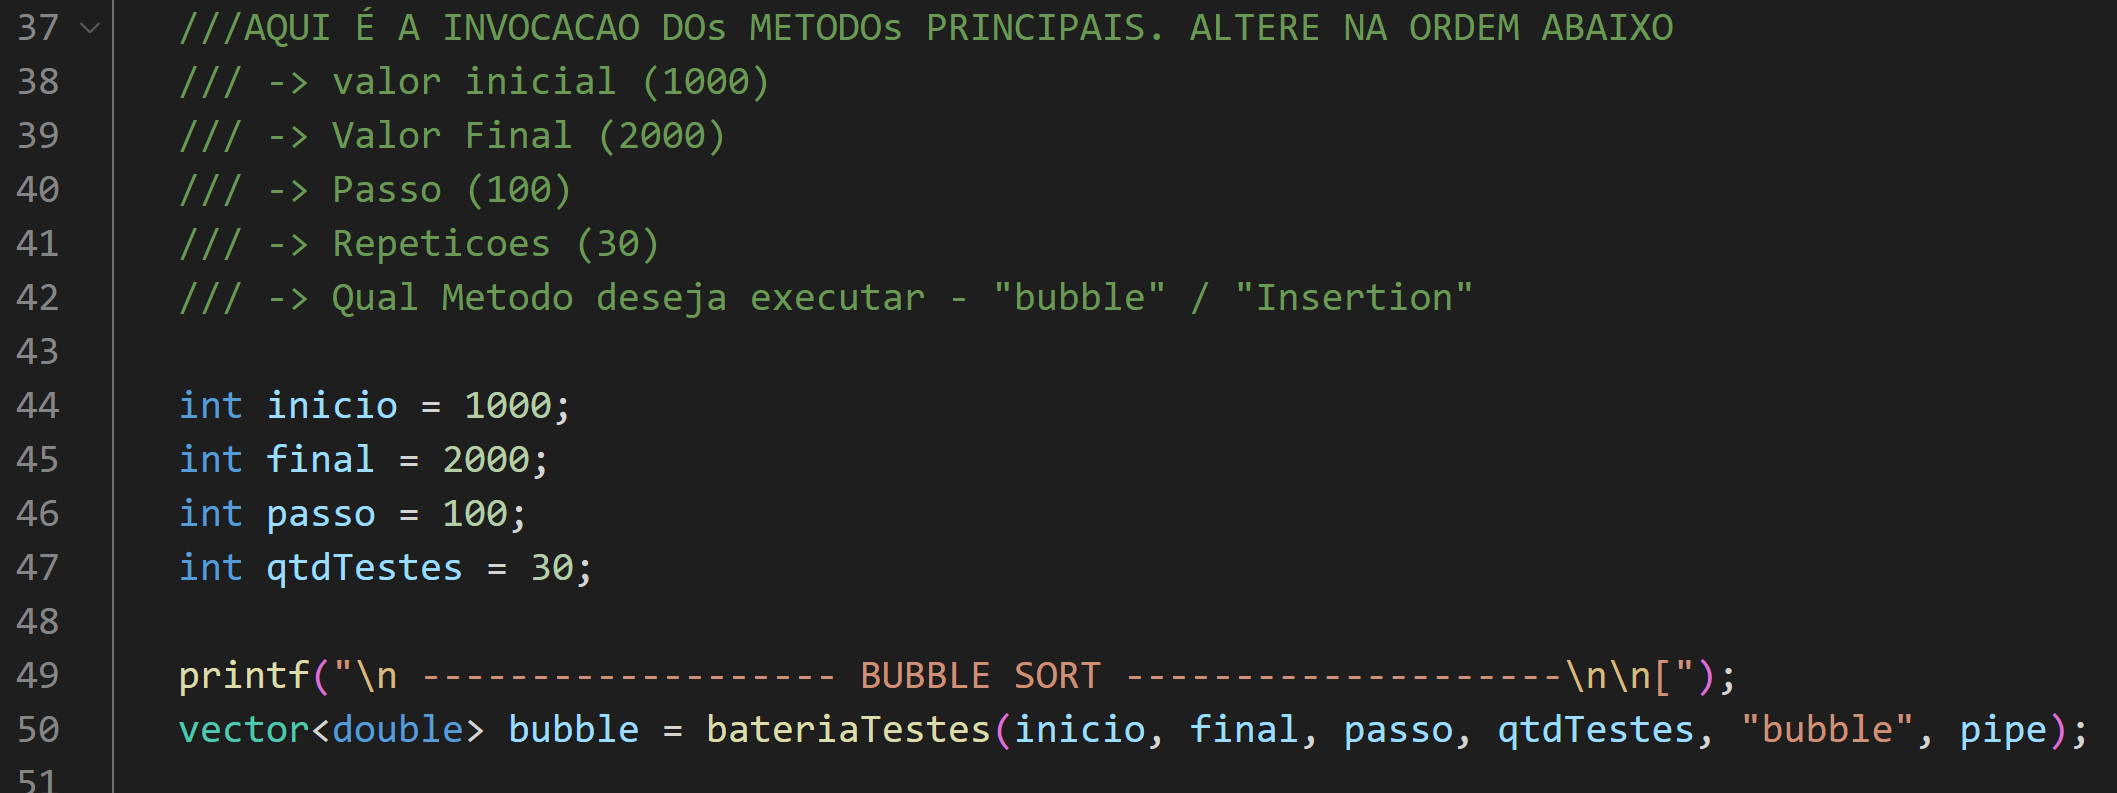 37 ///AQUI É A INVOCACAO DOs METODOs PRINCIPAIS. ALTERE NA ORDEM ABAIXO
38 /// -> valor inicial (1000)
39 /// -> Valor Final (2000)
40 /// -> Passo (100)
41 /// -> Repeticoes (30)
42 /// -> Qual Metodo deseja executar - "bubble" / "Insertion"
43
44 int inicio = 1000;
45 int final = 2000;
46 int passo = 100;
47 int qtdTestes = 30;
48
49 printf("\n ------------------- BUBBLE SORT --------------------\n\n[");
50 vector<double> bubble = bateriaTestes(inicio, final, passo, qtdTestes, "bubble", pipe);
51